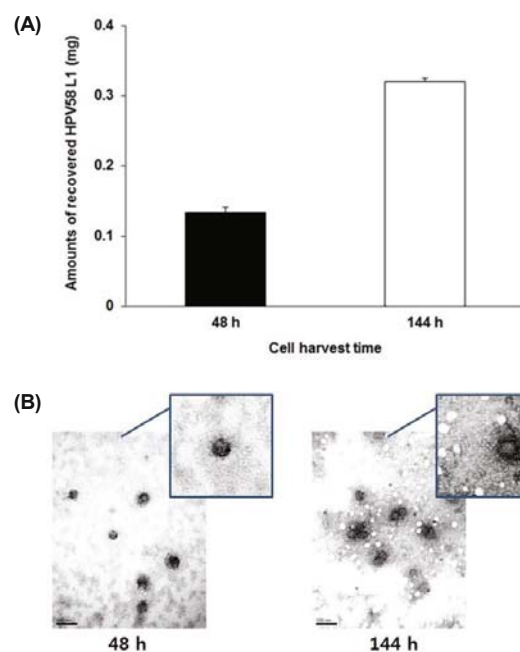 (A)
Amounts of recovered HPV58 L1 (mg)
0.4
0.3
0.2
0.1
0
48 h
144 h
Cell harvest time
(B)
48 h
144 h